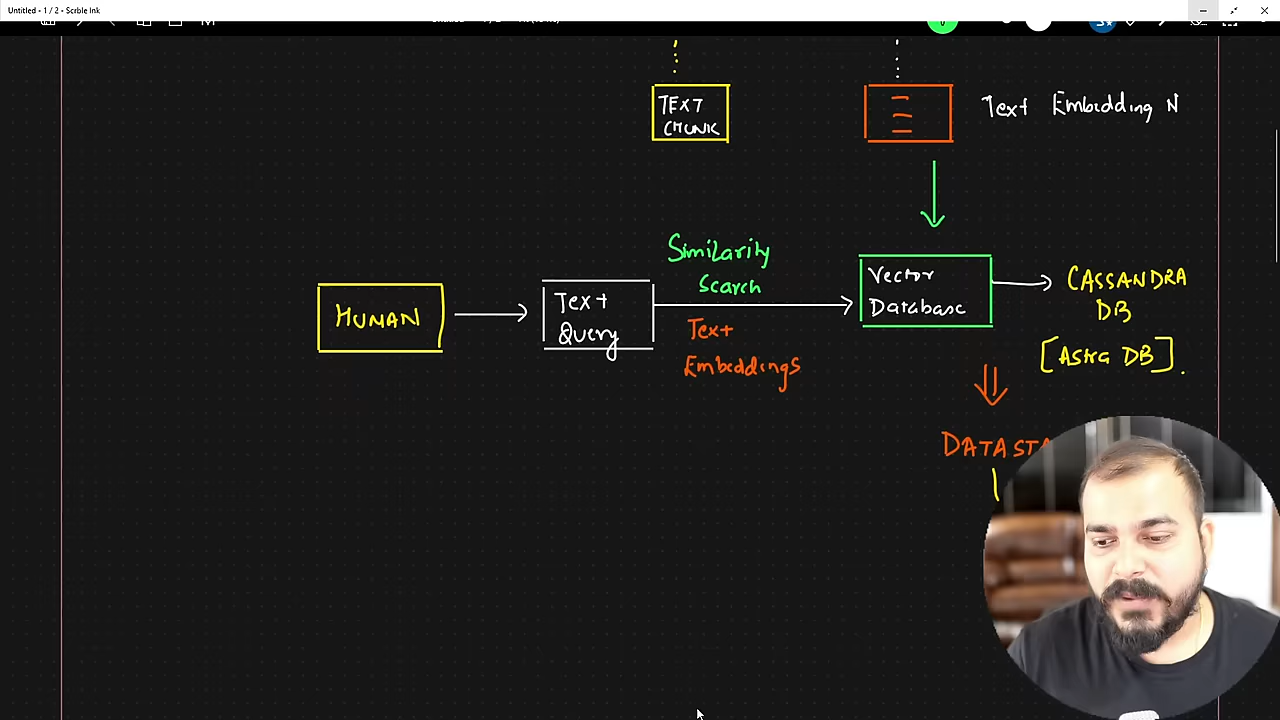 Untitled - 1 / 2 - Scrble Ink
TEXT
CHUNK
Text Embedding N
Similarity
Search
Vector
Database
CASSANDRA
DB
HUMAN
Text
Query
Text
Embeddings
[Astra DB].
DATASTA